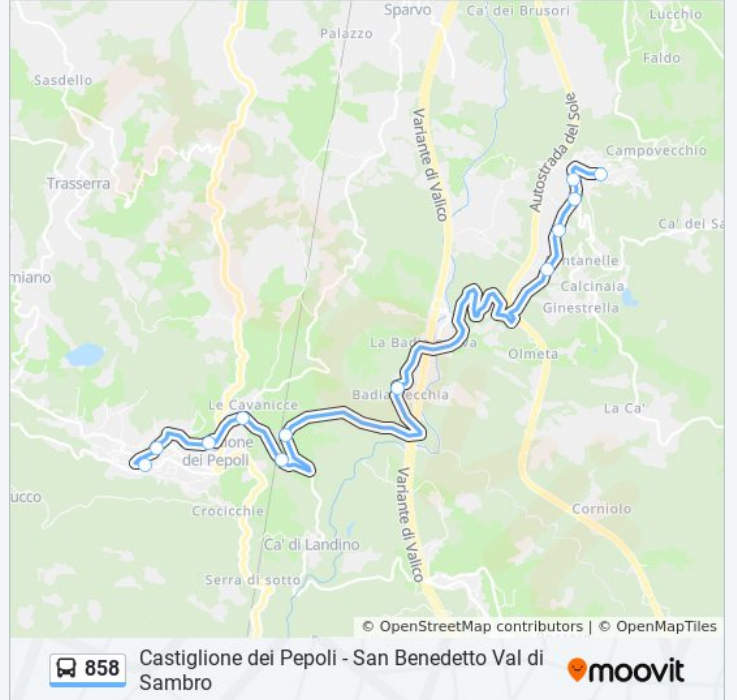 Sparvo
Ca' dei Brusori
Lucchio
Palazzo
Faldo
Sasdello
Variante di Valico
Autostrada del Sole
Campovecchio
Trasserra
Ca' del Sa
miano
ntanelle
Calcinaia
Ginestrella
La Badi
va
Olmeta
Badia
ecchia
Le Cavanicce
La Ca'
ione
dei Pepoli
Variante di Valico
ucco
Crocicchie
Corniolo
Ca' di Landino
Serra di sotto
© OpenStreetMap contributors | © OpenMapTiles
858
Castiglione dei Pepoli - San Benedetto Val di
Sambro
moovit